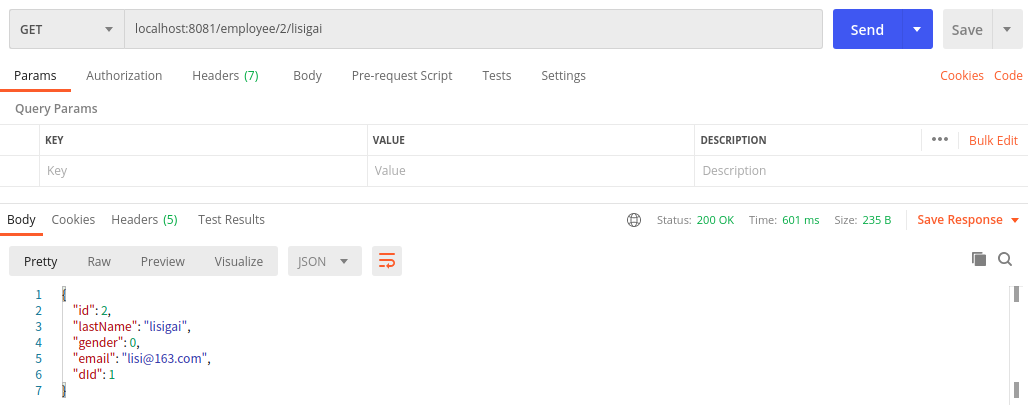 GET localhost:8081/employee/2/lisigai Send Save
Params Authorization Headers (7) Body Pre-request Script Tests Settings Cookies Code
Query Params
KEY VALUE DESCRIPTION ••• Bulk Edit
Key Value Description
Body Cookies Headers (5) Test Results Status: 200 OK Time: 601 ms Size: 235 B Save Response
Pretty Raw Preview Visualize JSON
1 {
2 "id": 2,
3 "lastName": "lisigai",
4 "gender": 0,
5 "email": "lisi@163.com",
6 "dId": 1
7 }